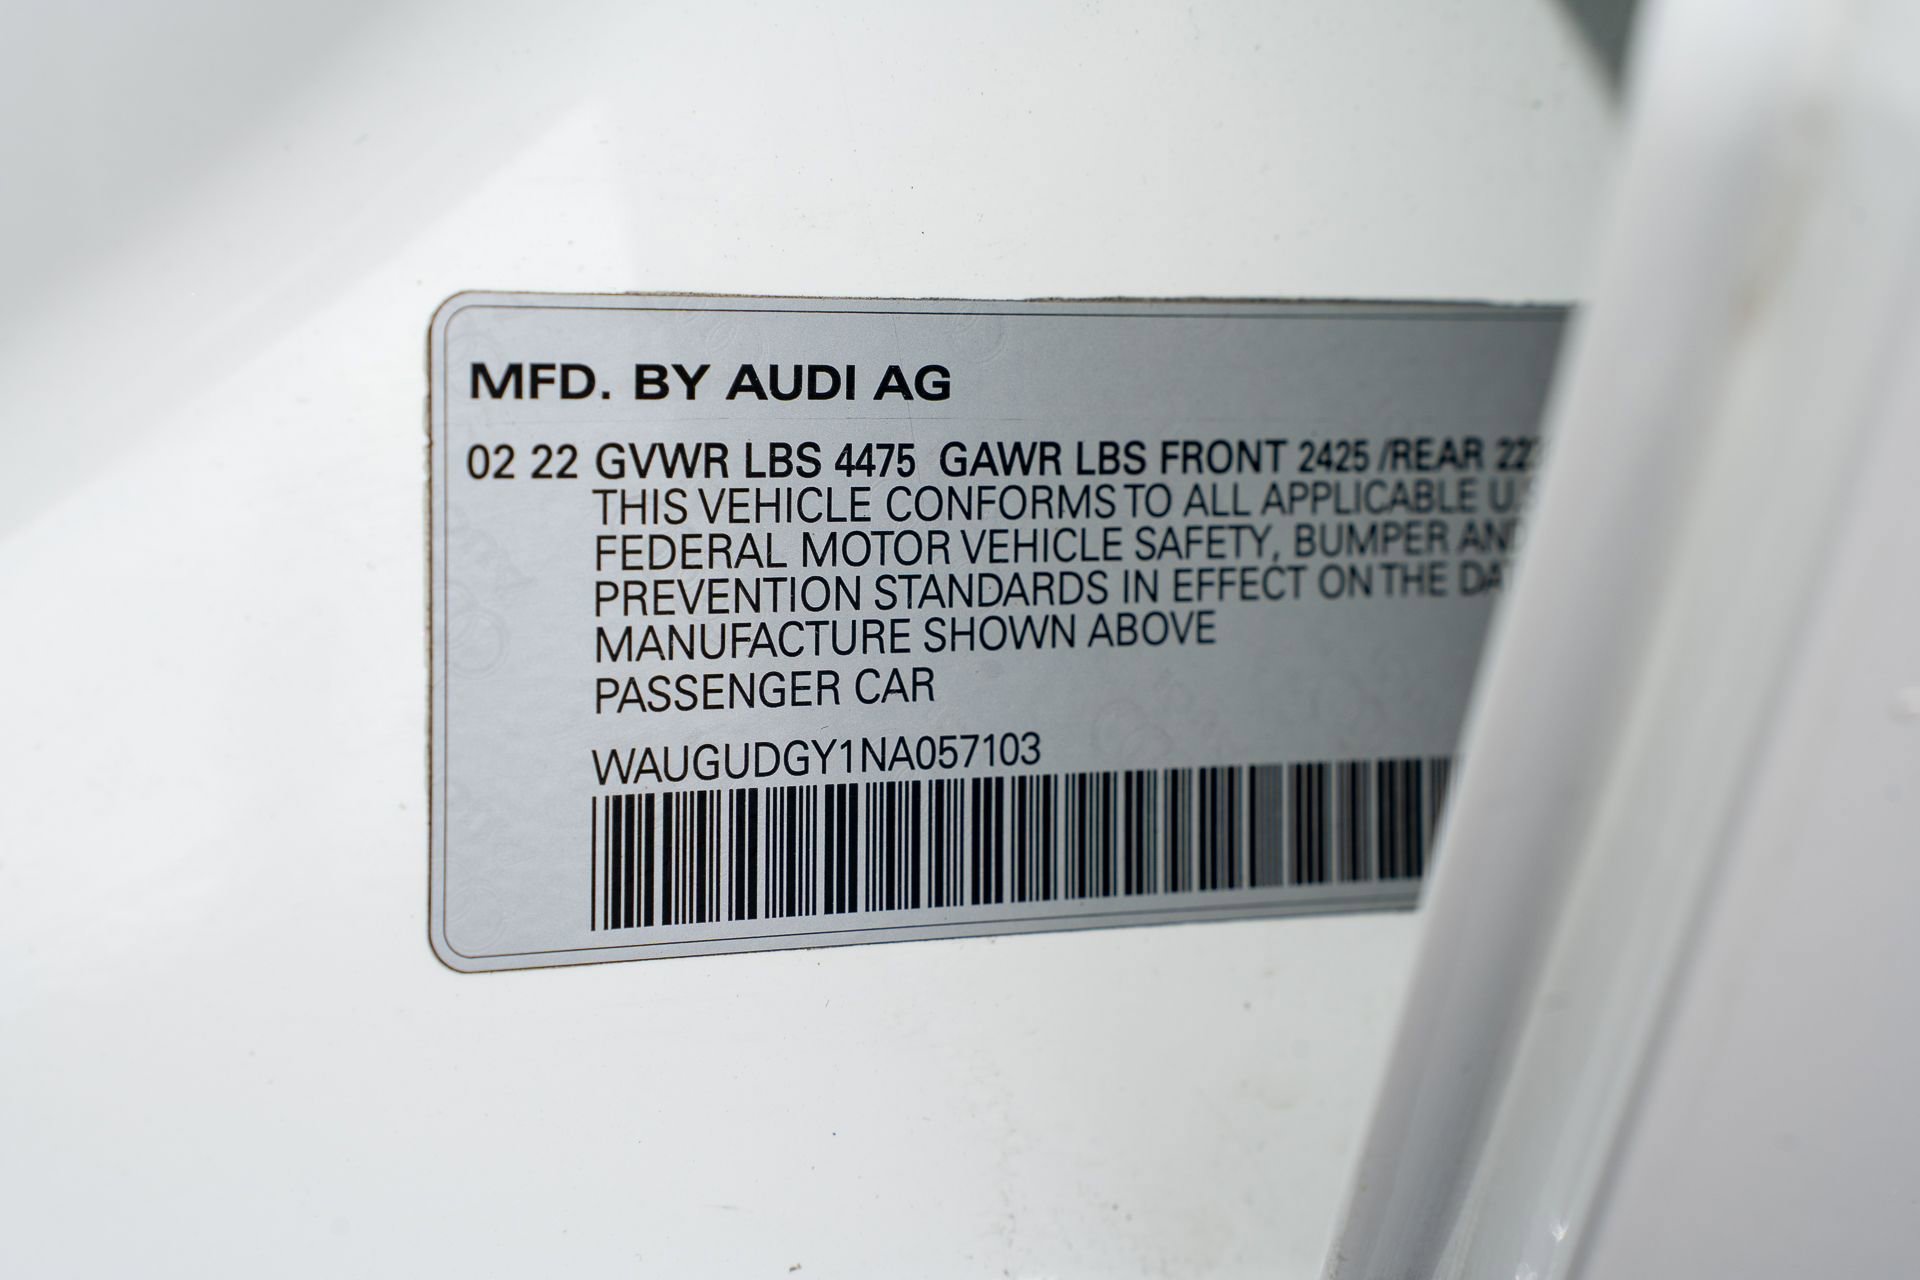 MFD. BY AUDI AG
02 22 GVWR LBS 4475 GAWR LBS FRONT 2425 /REAR
THIS VEHICLE CONFORMS TO ALL APPLICABLE
FEDERAL MOTOR VEHICLE SAFETY, BUMPER AND
PREVENTION STANDARDS IN EFFECT ON THE
MANUFACTURE SHOWN ABOVE
PASSENGER CAR
WAUGUDGY1NA057103